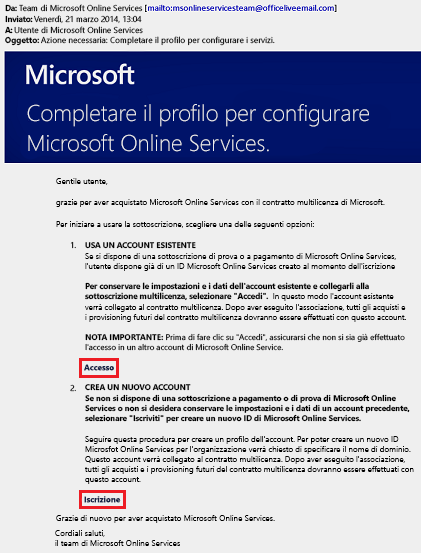 Da: Team di Microsoft Online Services [mailto:msonlineservicesteam@officeliveemail.com]
Inviato: Venerdì, 21 marzo 2014, 13:04
A: Utente di Microsoft Online Services
Oggetto: Azione necessaria: Completare il profilo per configurare i servizi.
Microsoft
Completare il profilo per configurare
Microsoft Online Services.
Gentile utente,
grazie per aver acquistato Microsoft Online Services con il contratto multilicenza di Microsoft.
Per iniziare a usare la sottoscrizione, scegliere una delle seguenti opzioni:
1. USA UN ACCOUNT ESISTENTE
Se si dispone di una sottoscrizione di prova o a pagamento di Microsoft Online Services,
l'utente dispone già di un ID Microsoft Online Services creato al momento dell'iscrizione
Per conservare le impostazioni e i dati dell'account esistente e collegarli alla
sottoscrizione multilicenza, selezionare "Accedi". In questo modo l'account esistente
verrà collegato al contratto multilicenza. Dopo aver eseguito l'associazione, tutti gli acquisti e
i provisioning futuri del contratto multilicenza dovranno essere effettuati con questo account.
NOTA IMPORTANTE: Prima di fare clic su "Accedi", assicurarsi che non si sia già effettuato
l'accesso in un altro account di Microsoft Online Service.
Accesso
2. CREA UN NUOVO ACCOUNT
Se non si dispone di una sottoscrizione a pagamento o di prova di Microsoft Online
Services o non si desidera conservare le impostazioni e i dati di un account precedente,
selezionare "Iscriviti" per creare un nuovo ID di Microsoft Online Services.
Seguire questa procedura per creare un profilo dell'account. Per poter creare un nuovo ID
Microsfot Online Services per l'organizzazione verrà chiesto di specificare il nome di dominio.
Questo account verrà collegato al contratto multilicenza. Dopo aver eseguito l'associazione,
tutti gli acquisti e i provisioning futuri del contratto multilicenza dovranno essere effettuati con
questo account.
Iscrizione
Grazie di nuovo per aver acquistato Microsoft Online Services.
Cordiali saluti,
il team di Microsoft Online Services